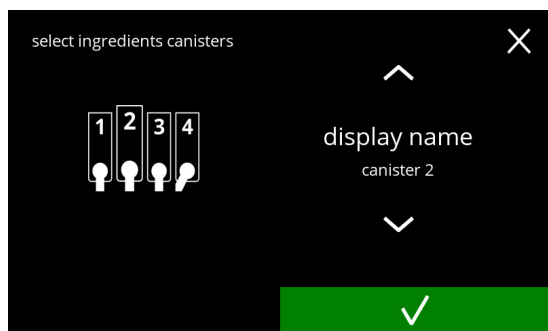 select ingredients canisters
1 2 3 4
display name
canister 2